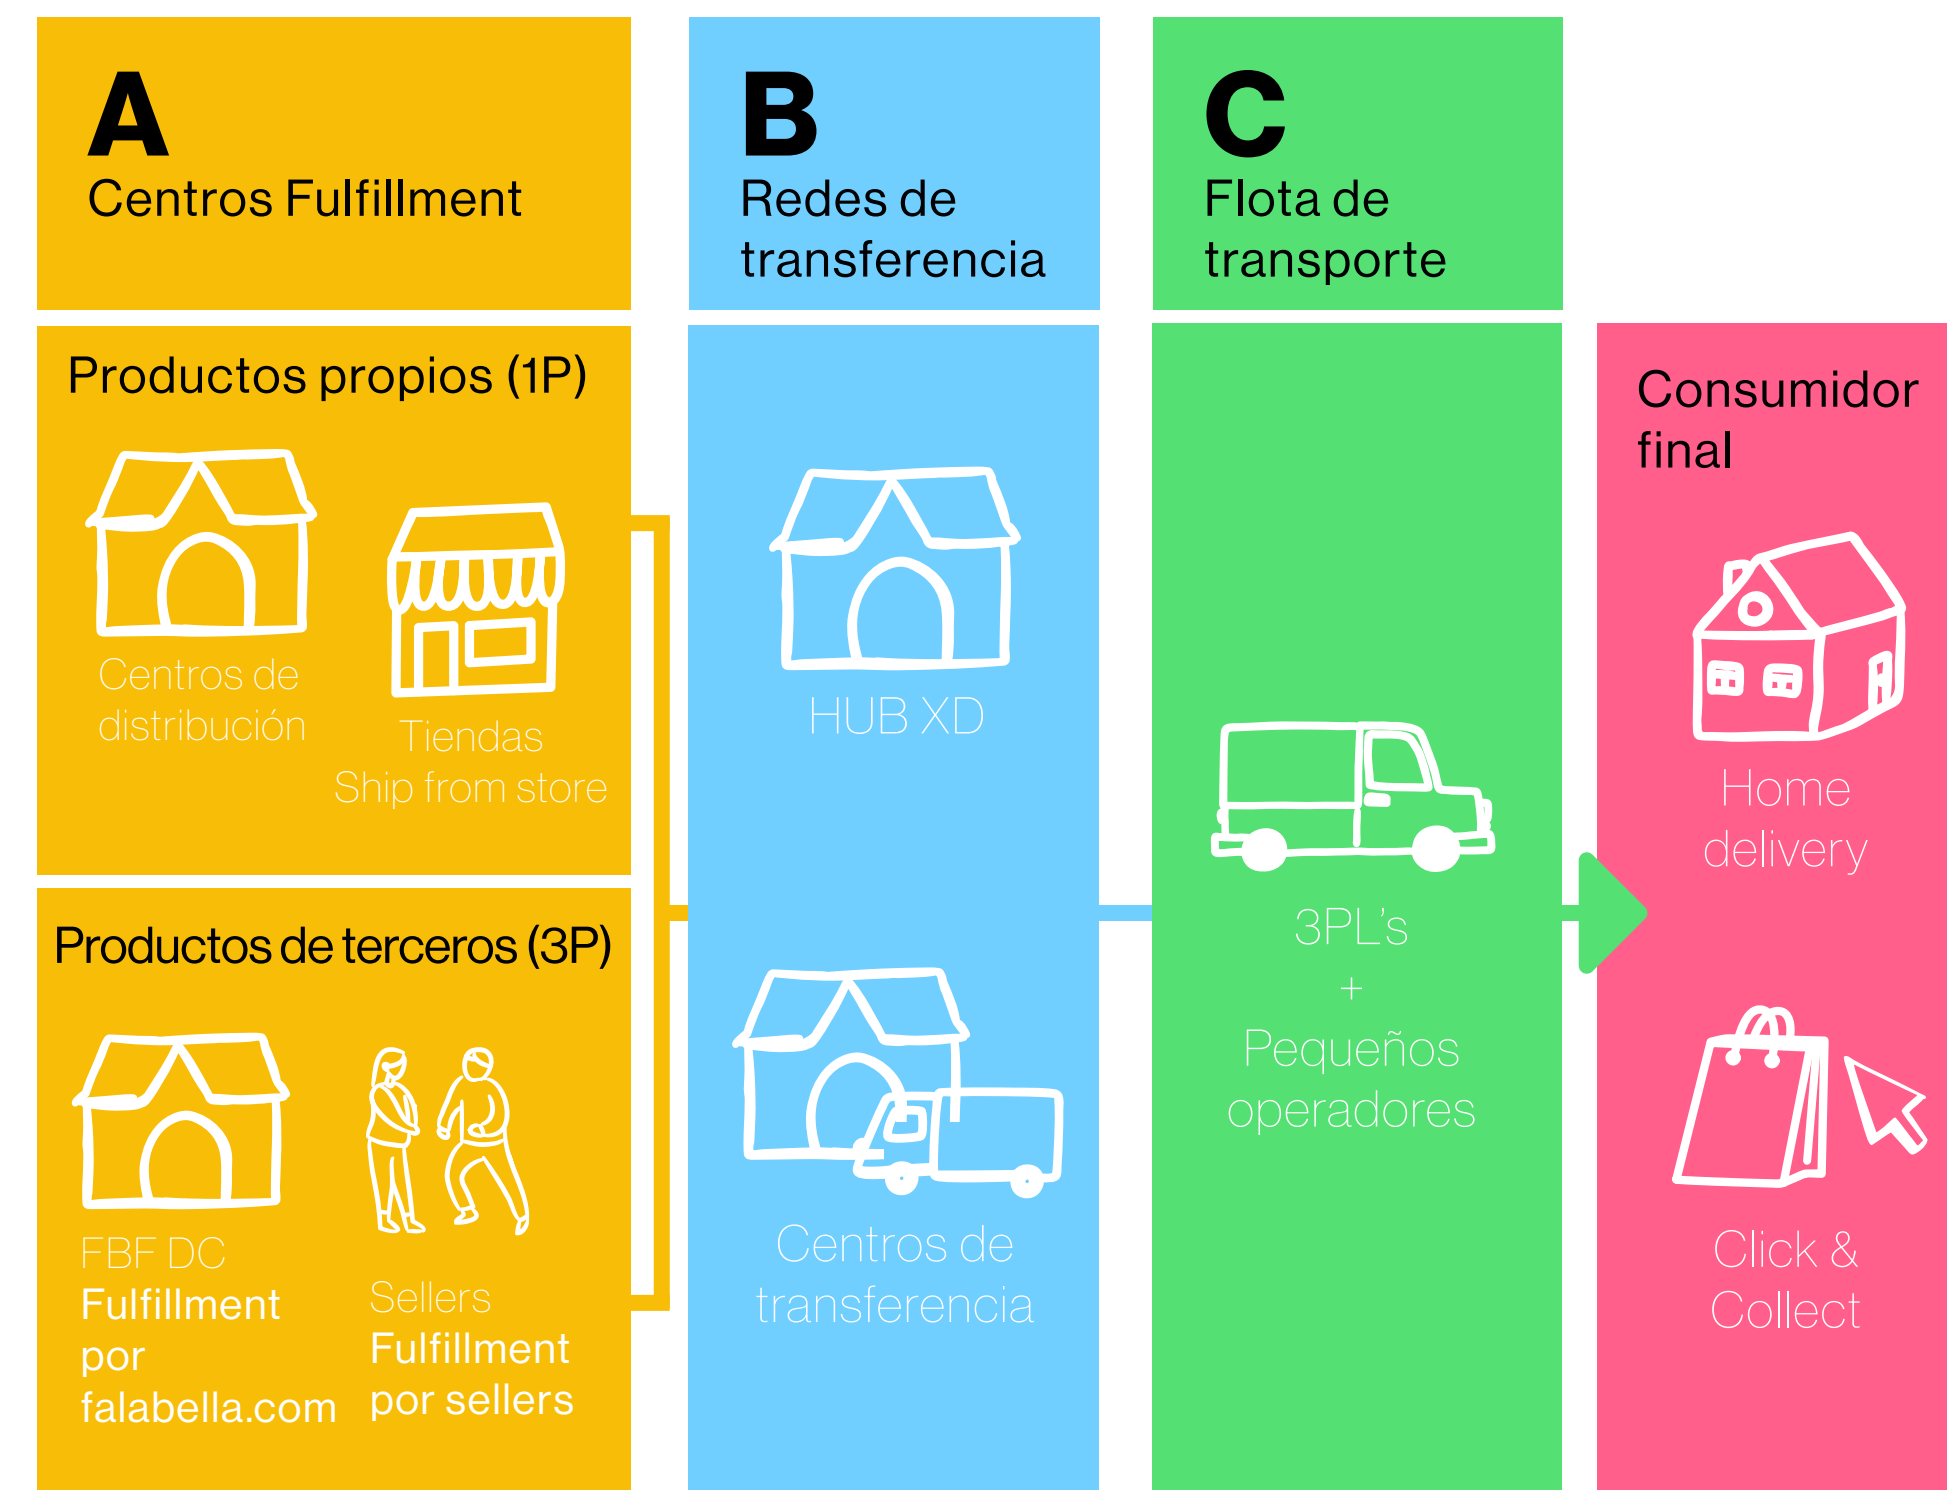 A
Centros Fulfillment
Productos propios (1P)
Centros de
distribución
Tiendas
Ship from store
Productos de terceros (3P)
FBF DC
Fulfillment
por
falabella.com
Sellers
Fulfillment
por sellers
B
Redes de
transferencia
HUB XD
Centros de
transferencia
C
Flota de
transporte
3PL's
+
Pequeños
operadores
Consumidor
final
Home
delivery
Click &
Collect